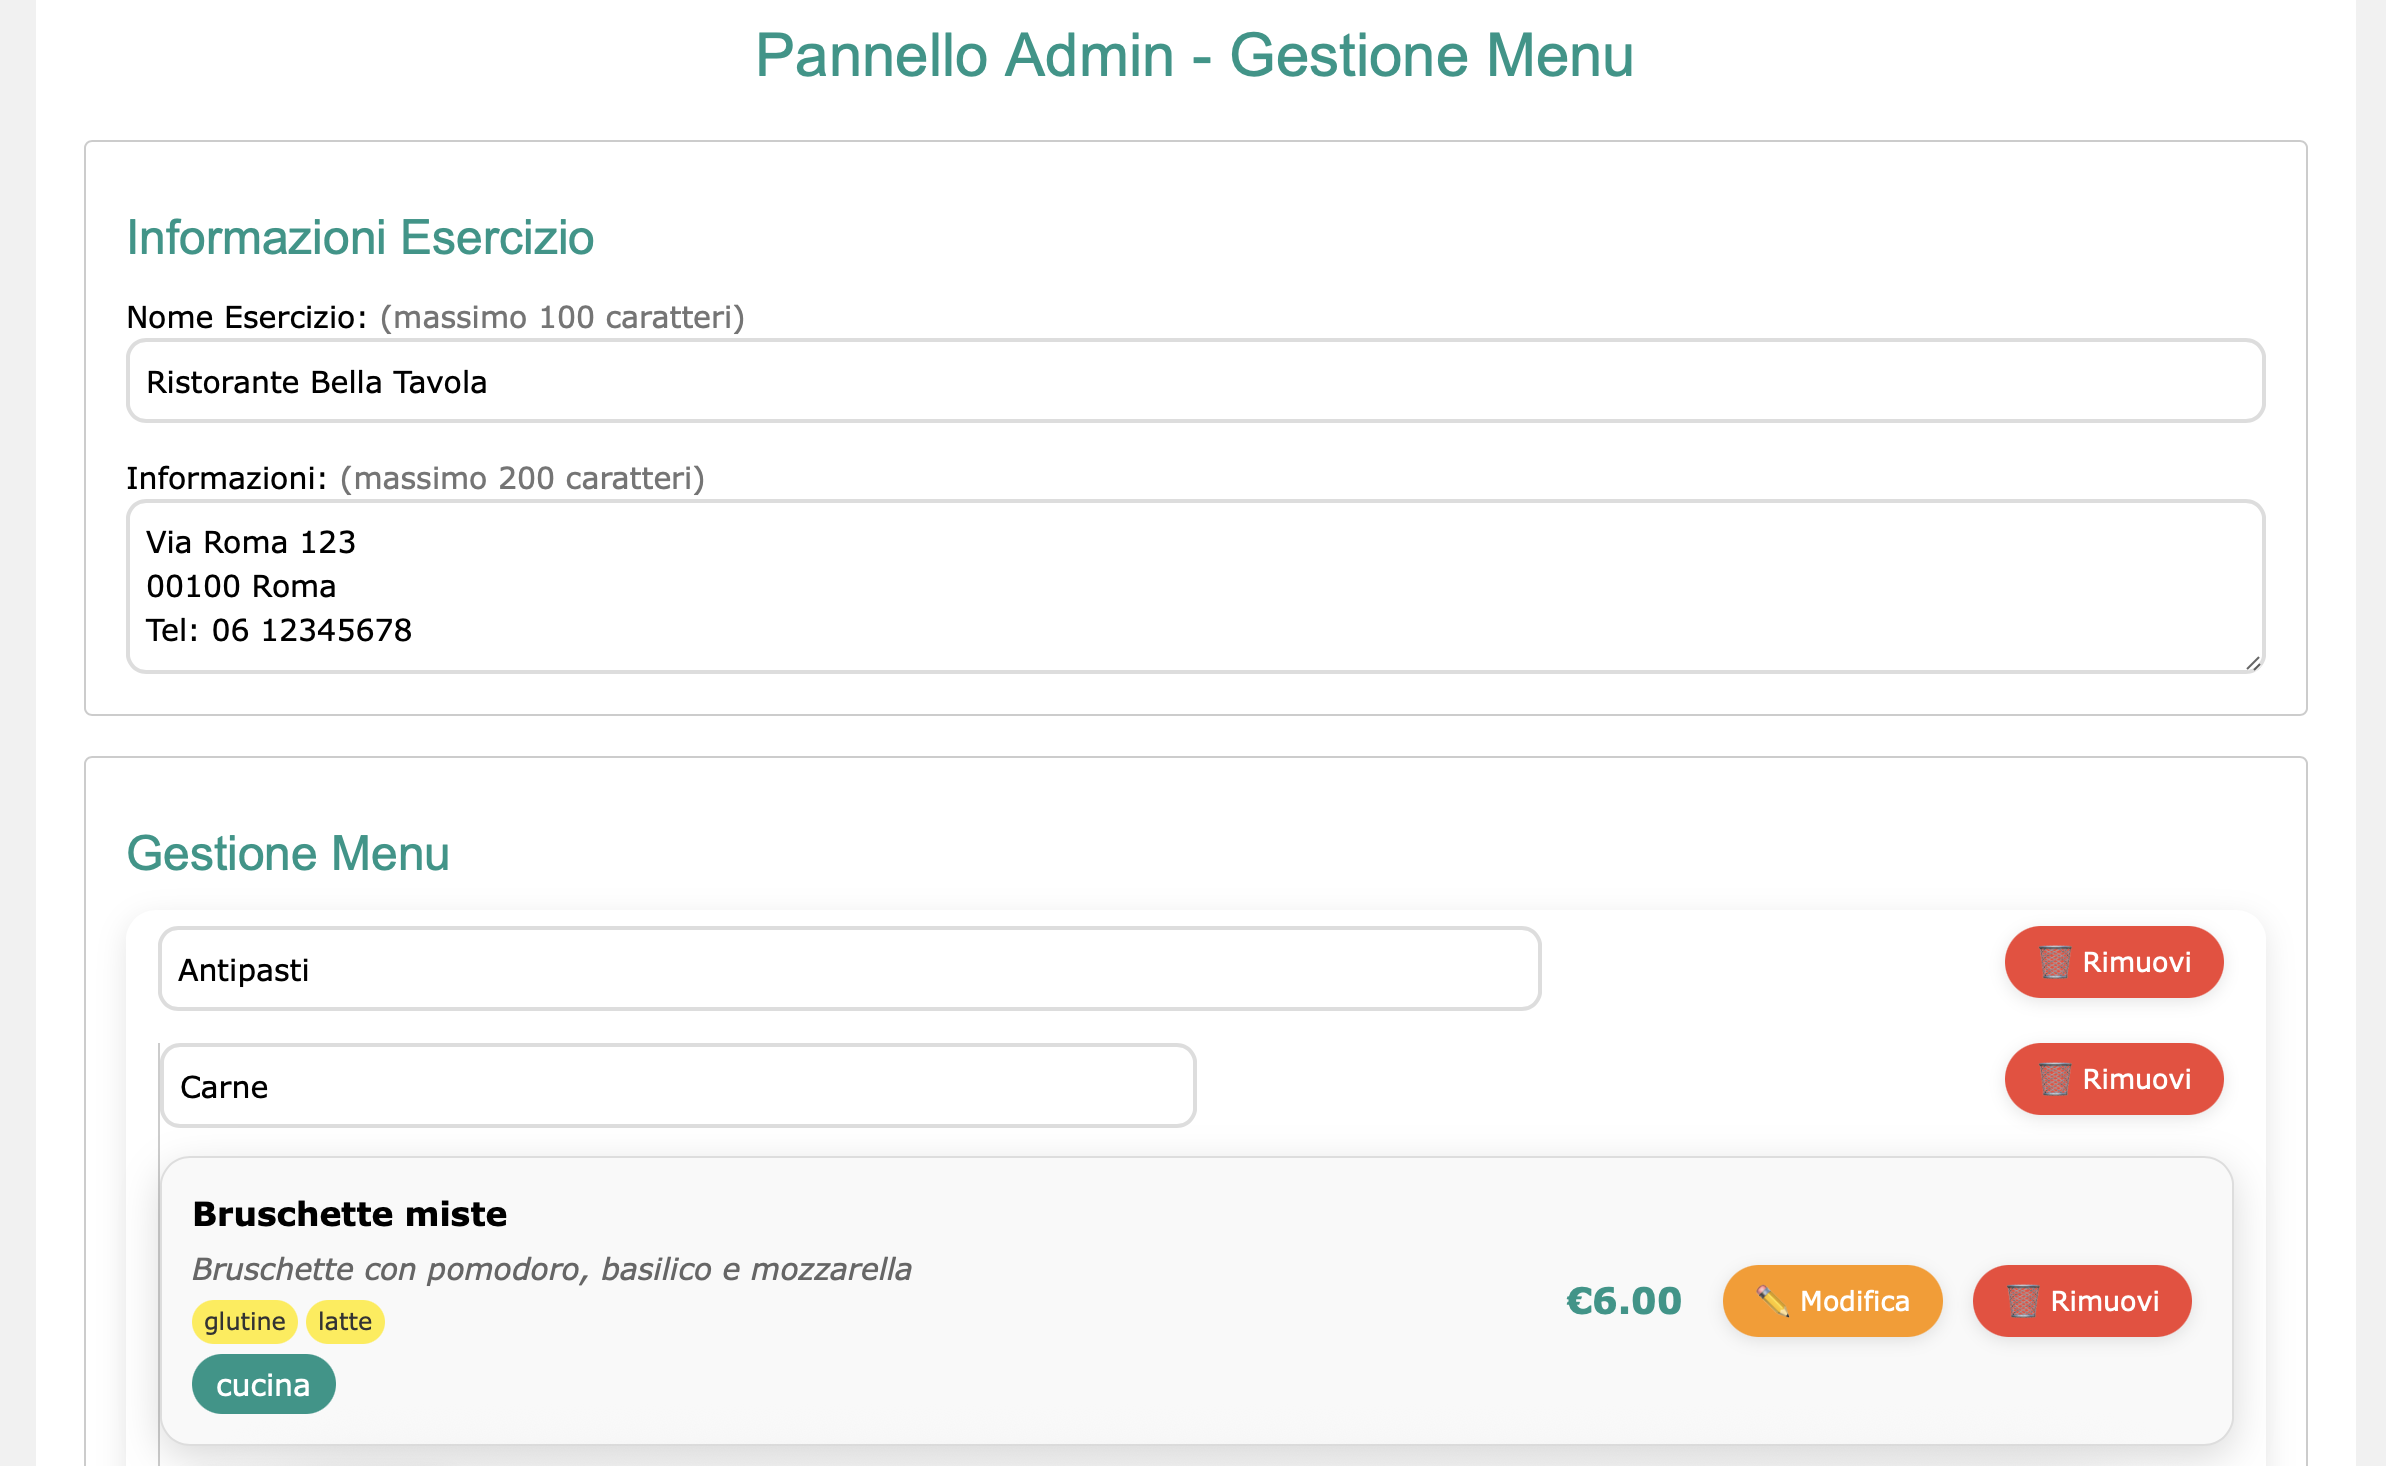 Pannello Admin - Gestione Menu
Informazioni Esercizio
Nome Esercizio: (massimo 100 caratteri)
Ristorante Bella Tavola
Informazioni: (massimo 200 caratteri)
Via Roma 123
00100 Roma
Tel: 06 12345678
Gestione Menu
Antipasti
🗑️ Rimuovi
Carne
🗑️ Rimuovi
Bruschette miste
Bruschette con pomodoro, basilico e mozzarella
glutine latte
cucina
€6.00 ✏️ Modifica 🗑️ Rimuovi